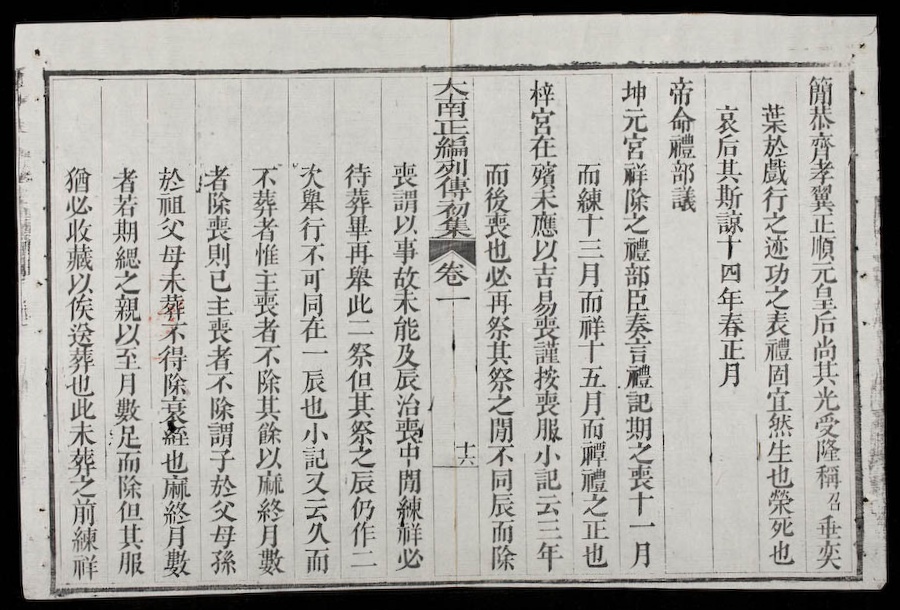 簡恭齊孝翼正順元皇后尚其光受隆稱召垂奕
葉於戲行之迹功之表禮固宜然生也榮死也
哀后其斯諒十四年春正月
帝命禮部議
坤元宮祥除之禮部臣奏言禮記期之喪十一月
而練十三月而祥十五月而禫禮之正也
梓宮在殯未應以吉易喪謹按喪服小記云三年
而後喪也必再祭其祭之間不同辰而除
大南正編列傳初集 卷一 十六
喪謂以事故未能及辰治喪中間練祥必
待葬畢再舉此二祭但其祭之辰仍作二
次舉行不可同在一辰也小記又云久而
不葬者惟主喪者不除其餘以麻終月數
者除喪則已主喪者不除謂子於父母孫
於祖父母未葬不得除衰絰也麻終月數
者若期緦之親以至月數足而除但其服
猶必收藏以俟送葬也此未葬之前練祥